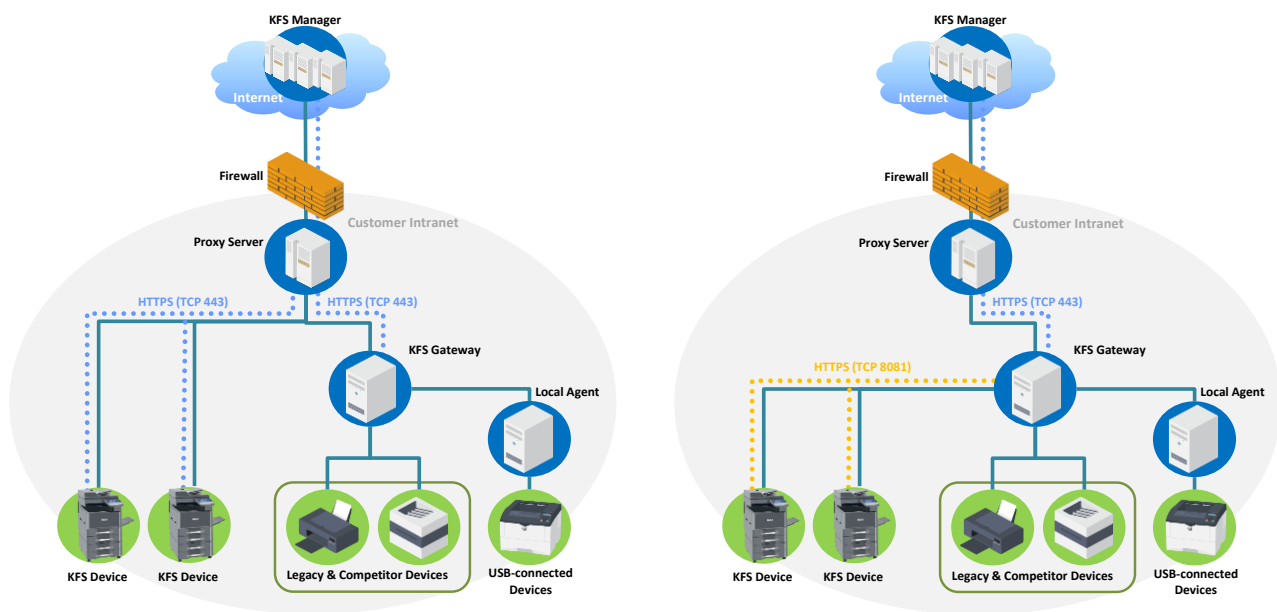 KFS Manager
Internet
Firewall
Customer Intranet
Proxy Server
HTTPS (TCP 443)
HTTPS (TCP 443)
KFS Gateway
Local Agent
KFS Device
KFS Device
Legacy & Competitor Devices
USB-connected
Devices
KFS Manager
Internet
Firewall
Customer Intranet
Proxy Server
HTTPS (TCP 443)
KFS Gateway
HTTPS (TCP 8081)
Local Agent
KFS Device
KFS Device
Legacy & Competitor Devices
USB-connected
Devices